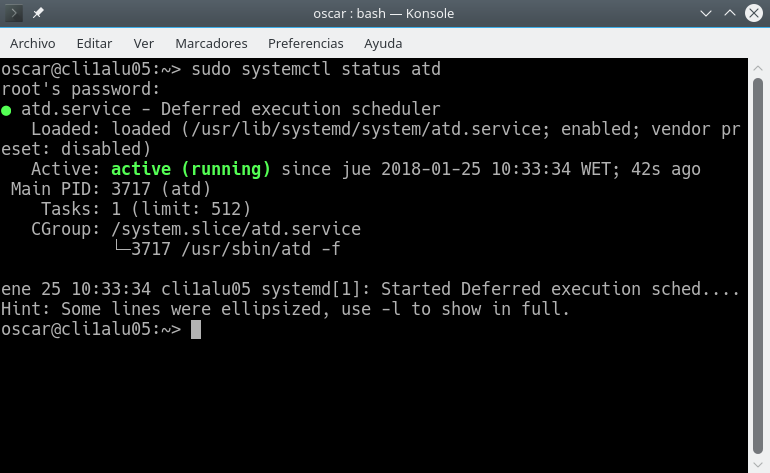 oscar : bash — Konsole
Archivo Editar Ver Marcadores Preferencias Ayuda
oscar@cli1alu05:~> sudo systemctl status atd
root's password:
● atd.service - Deferred execution scheduler
   Loaded: loaded (/usr/lib/systemd/system/atd.service; enabled; vendor pr
eset: disabled)
   Active: active (running) since jue 2018-01-25 10:33:34 WET; 42s ago
 Main PID: 3717 (atd)
    Tasks: 1 (limit: 512)
   CGroup: /system.slice/atd.service
           └─3717 /usr/sbin/atd -f
ene 25 10:33:34 cli1alu05 systemd[1]: Started Deferred execution sched....
Hint: Some lines were ellipsized, use -l to show in full.
oscar@cli1alu05:~>